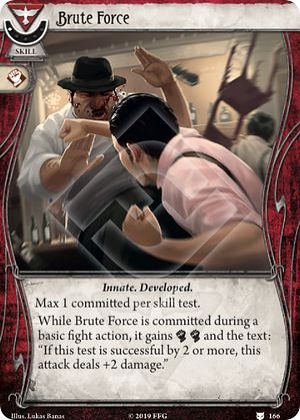 Brute Force
SKILL
Innate. Developed.
Max 1 committed per skill test.
While Brute Force is committed during a
basic fight action, it gains and the text:
“If this test is successful by 2 or more, this
attack deals +2 damage.”
Illus. Lukas Banas
© 2019 FFG
166